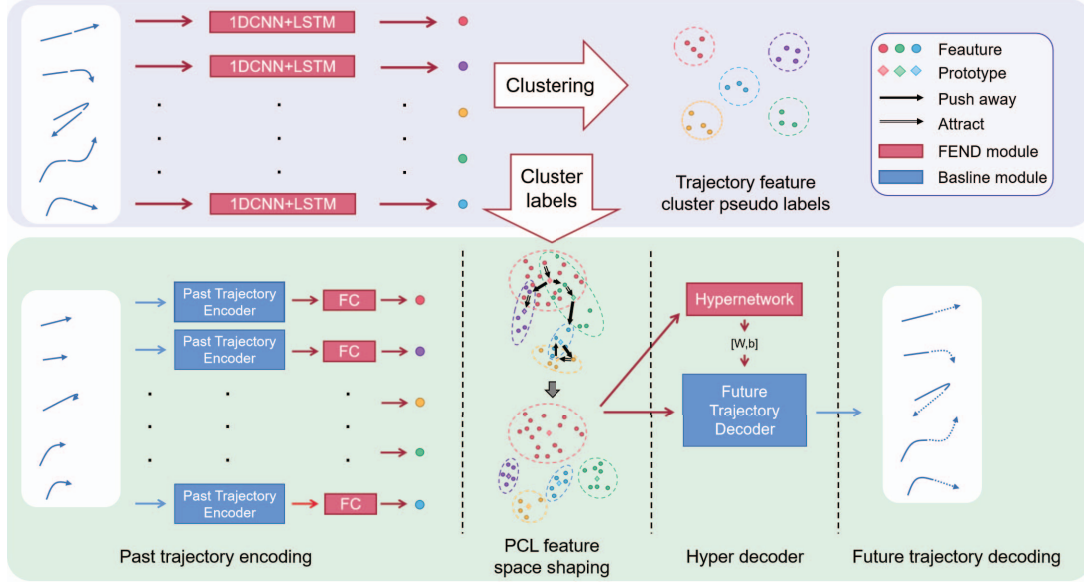 1DCNN+LSTM
1DCNN+LSTM
1DCNN+LSTM
Clustering
Cluster
labels
Trajectory feature
cluster pseudo labels
Feauture
Prototype
Push away
Attract
FEND module
Basline module
Past Trajectory
Encoder
FC
Past Trajectory
Encoder
FC
Past Trajectory
Encoder
FC
Hypernetwork
[W,b]
Future
Trajectory
Decoder
Past trajectory encoding
PCL feature
space shaping
Hyper decoder
Future trajectory decoding